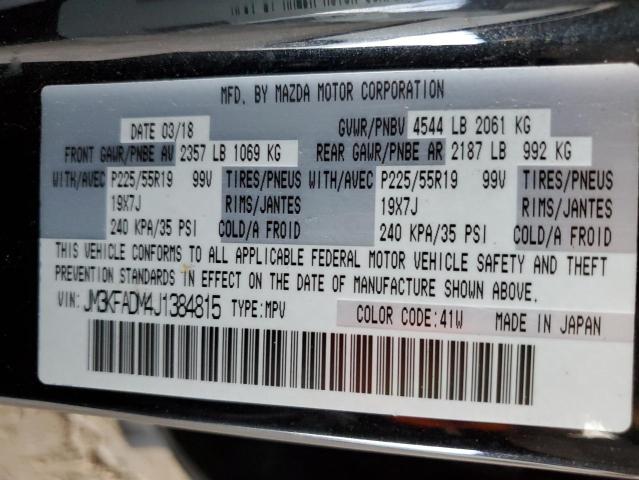 MFD. BY MAZDA MOTOR CORPORATION
DATE 03/18 GVWR/PNBV 4544 LB 2061 KG
FRONT GAWR/PNBE AV 2357 LB 1069 KG REAR GAWR/PNBE AR 2187 LB 992 KG
WITH/AVEC P225/55R19 99V TIRES/PNEUS WITH/AVEC P225/55R19 99V TIRES/PNEUS
19X7J RIMS/JANTES 19X7J RIMS/JANTES
240 KPA/35 PSI COLD/A FROID 240 KPA/35 PSI COLD/A FROID
THIS VEHICLE CONFORMS TO ALL APPLICABLE FEDERAL MOTOR VEHICLE SAFETY AND THEFT
PREVENTION STANDARDS IN EFFECT ON THE DATE OF MANUFACTURE SHOWN ABOVE.
VIN: JM3KFADM4J1384815 TYPE:MPV COLOR CODE:41W MADE IN JAPAN